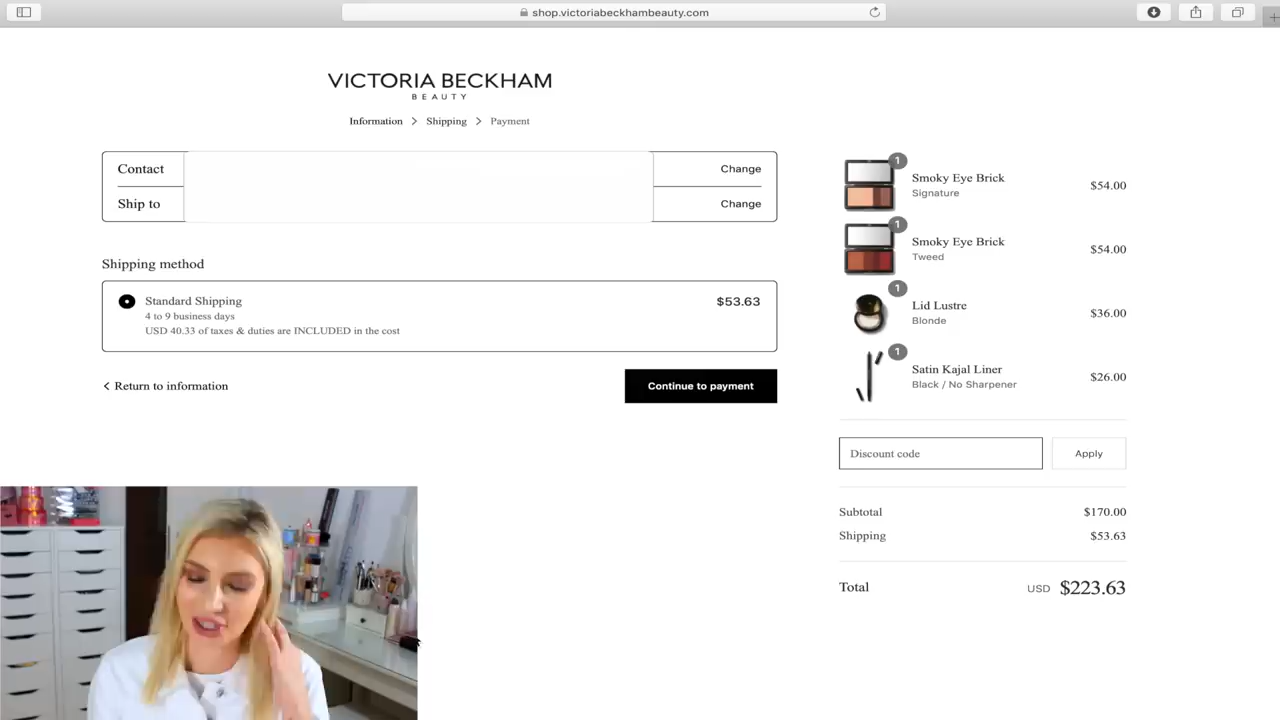 shop.victoriabeckhambeauty.com
VICTORIA BECKHAM
BEAUTY
Information > Shipping > Payment
Contact
Change
Ship to
Change
Shipping method
Standard Shipping
$53.63
4 to 9 business days
USD 40.33 of taxes & duties are INCLUDED in the cost
Return to information
Continue to payment
1
Smoky Eye Brick
Signature
$54.00
1
Smoky Eye Brick
Tweed
$54.00
1
Lid Lustre
Blonde
$36.00
1
Satin Kajal Liner
Black / No Sharpener
$26.00
Discount code
Apply
Subtotal
$170.00
Shipping
$53.63
Total
USD $223.63